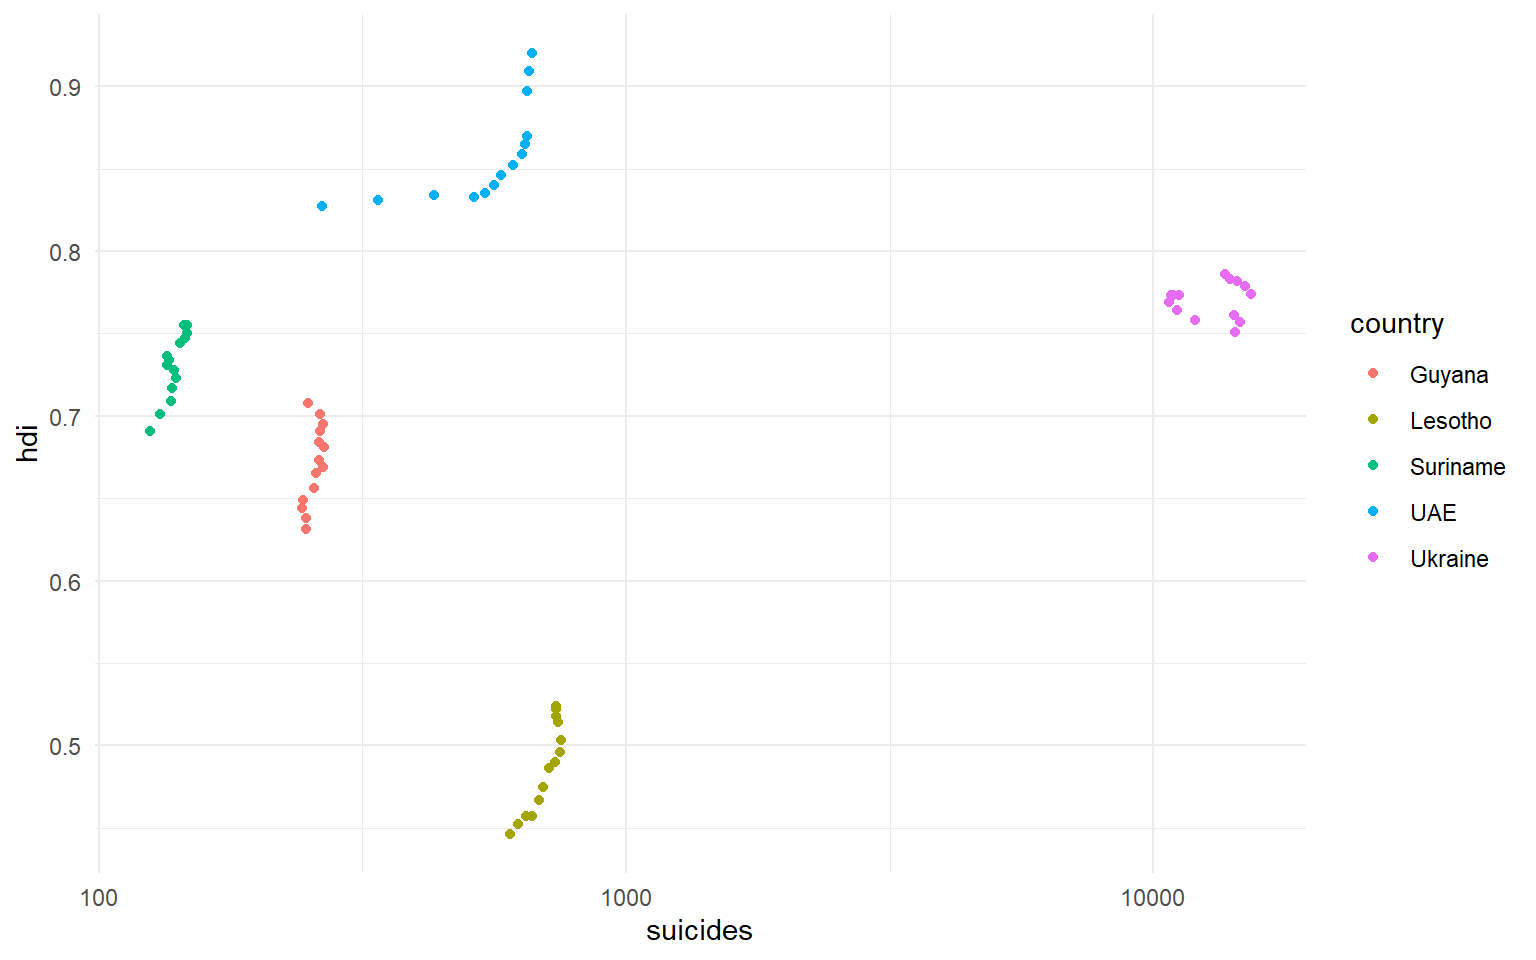 0.9
0.8
0.7
0.6
0.5
hdi
100 1000 10000
suicides
country
Guyana
Lesotho
Suriname
UAE
Ukraine